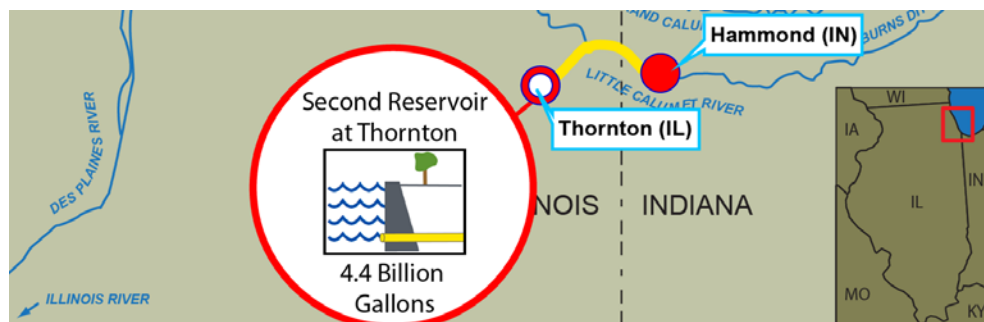 AND CALU
BURNS DI
Hammond (IN)
LITTLE CALUMET RIVER
Thornton (IL)
Second Reservoir
at Thornton
4.4 Billion
Gallons
DES PLAINES RIVER
ILLINOIS RIVER
NOIS
INDIANA
WI
IA
IL
IN
MO
KY